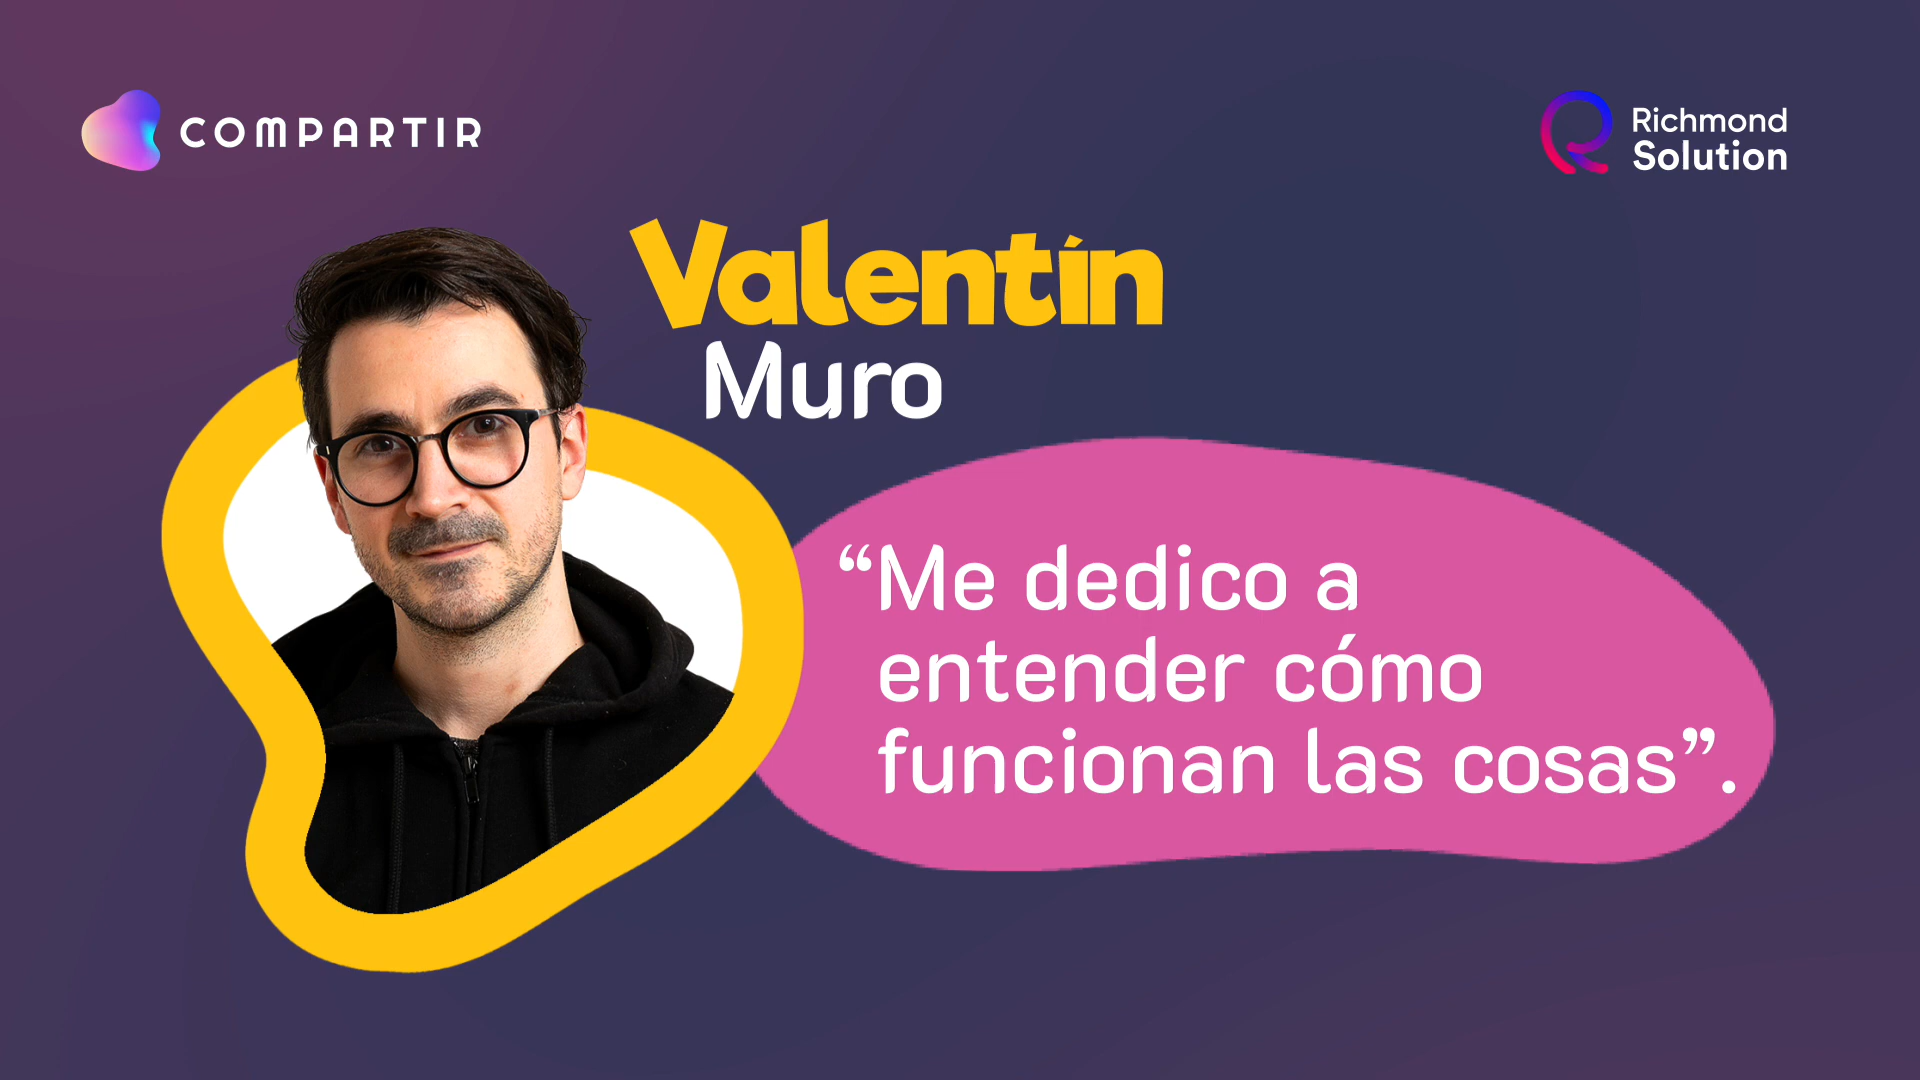 COMPARTIR
Richmond
Solution
Valentín
Muro
“Me dedico a
entender cómo
funcionan las cosas”.